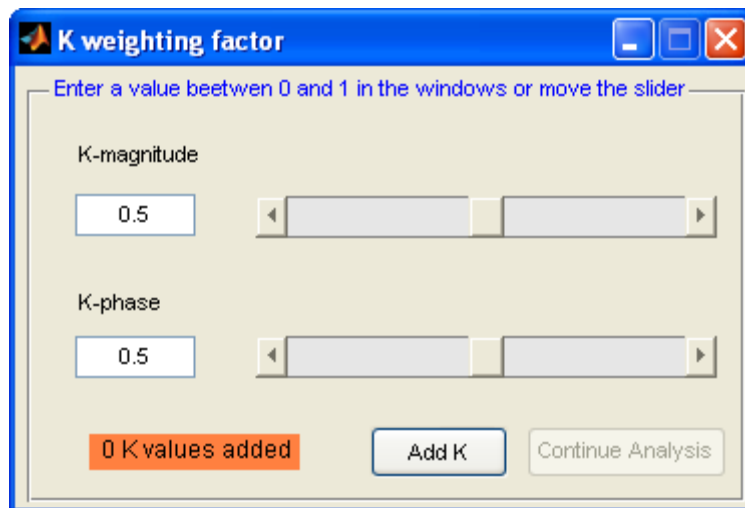 K weighting factor
Enter a value beetwen 0 and 1 in the windows or move the slider
K-magnitude
0.5
K-phase
0.5
0 K values added
Add K
Continue Analysis